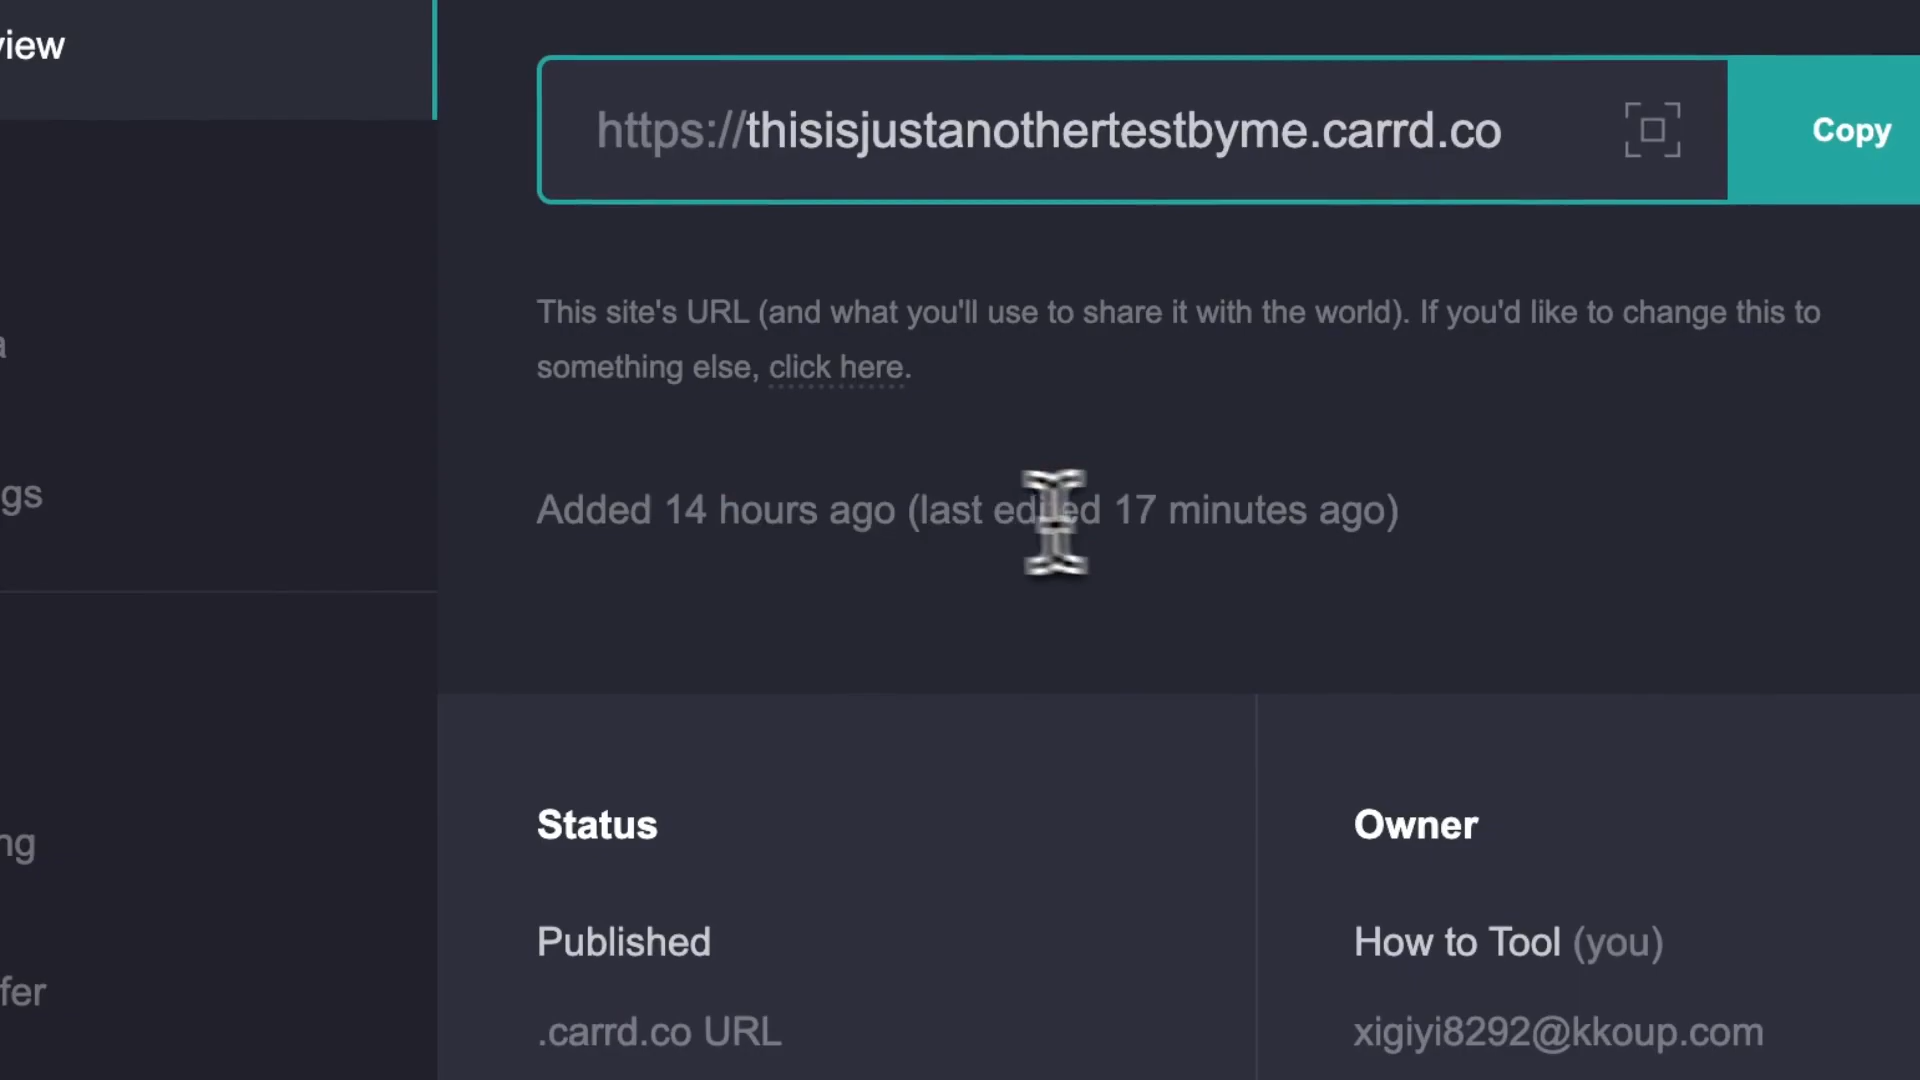 view
https://thisisjustanothertestbyme.carrd.co
Copy
This site's URL (and what you'll use to share it with the world). If you'd like to change this to
something else, click here.
a
gs
Added 14 hours ago (last edited 17 minutes ago)
Status
Owner
ng
Published
How to Tool (you)
fer
.carrd.co URL
xigiyi8292@kkoup.com